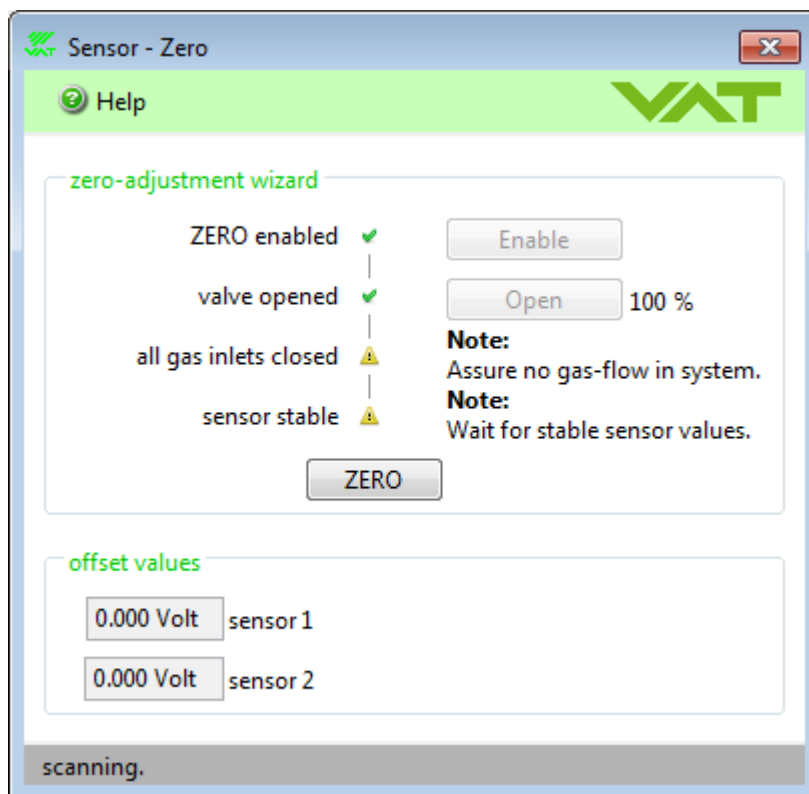 Sensor - Zero
Help
VAT
zero-adjustment wizard
ZERO enabled Enable
valve opened Open 100 %
Note:
all gas inlets closed Assure no gas-flow in system.
Note:
sensor stable Wait for stable sensor values.
ZERO
offset values
0.000 Volt sensor 1
0.000 Volt sensor 2
scanning.